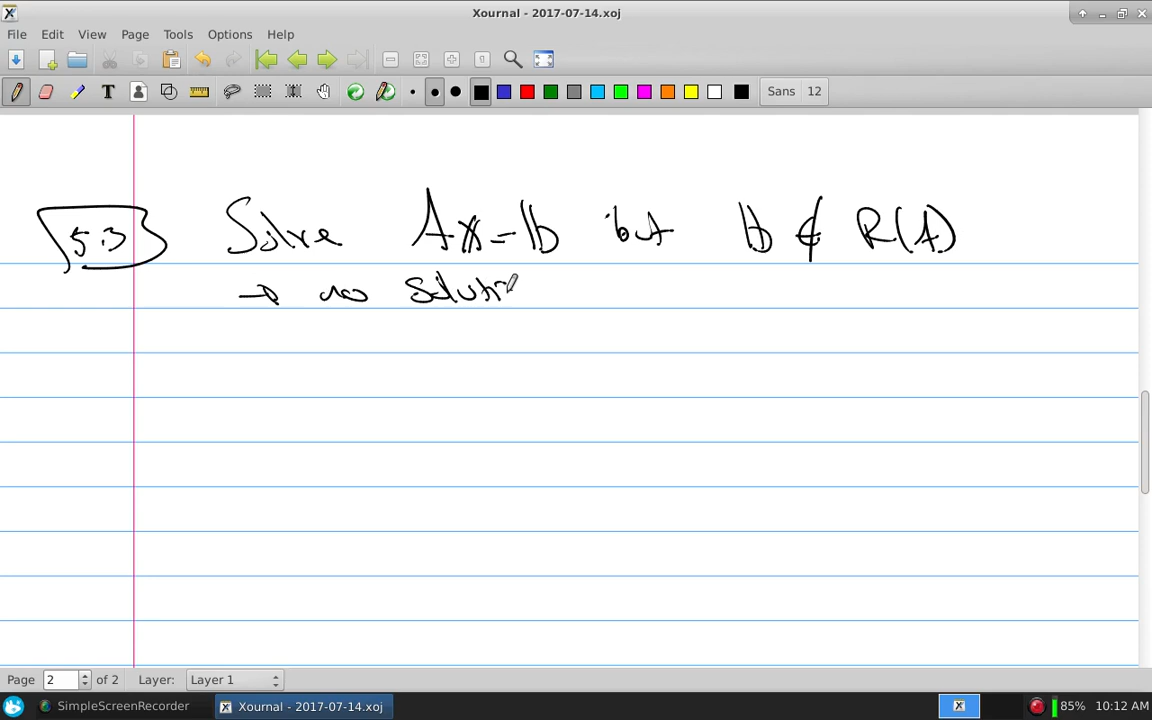 Xournal - 2017-07-14.xoj
File Edit View Page Tools Options Help
Sans 12
5.3 Solve Ax=b but b ∉ R(A)
→ no soluti
Page 2 of 2 Layer: Layer 1
SimpleScreenRecorder Xournal - 2017-07-14.xoj 85% 10:12 AM